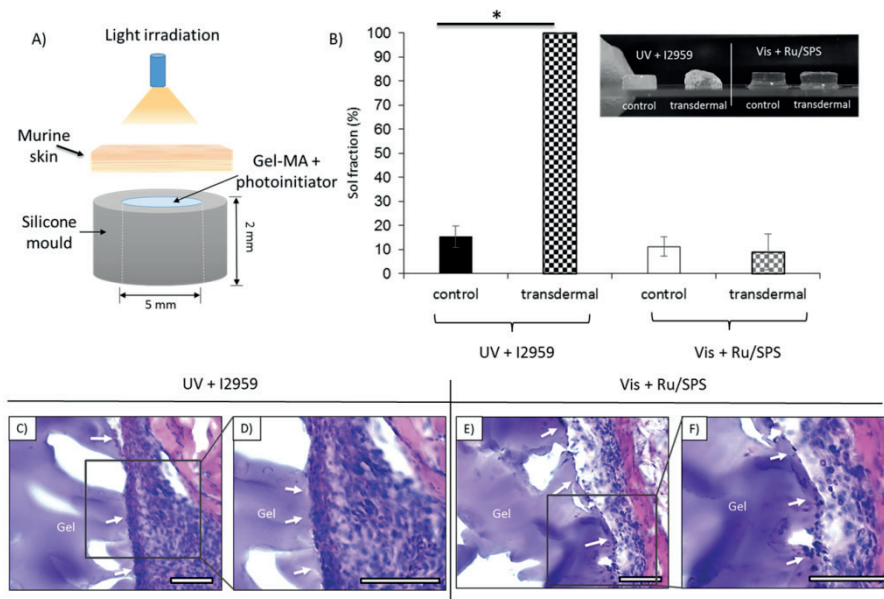 A)
Light irradiation
Murine
skin
Gel-MA +
photoinitiator
Silicone
mould
2 mm
5 mm
B)
*
Sol fraction (%)
100
90
80
70
60
50
40
30
20
10
0
control
transdermal
control
transdermal
UV + I2959
Vis + Ru/SPS
UV + I2959
Vis + Ru/SPS
control
transdermal
control
transdermal
UV + I2959
Vis + Ru/SPS
C)
Gel
D)
Gel
E)
Gel
F)
Gel